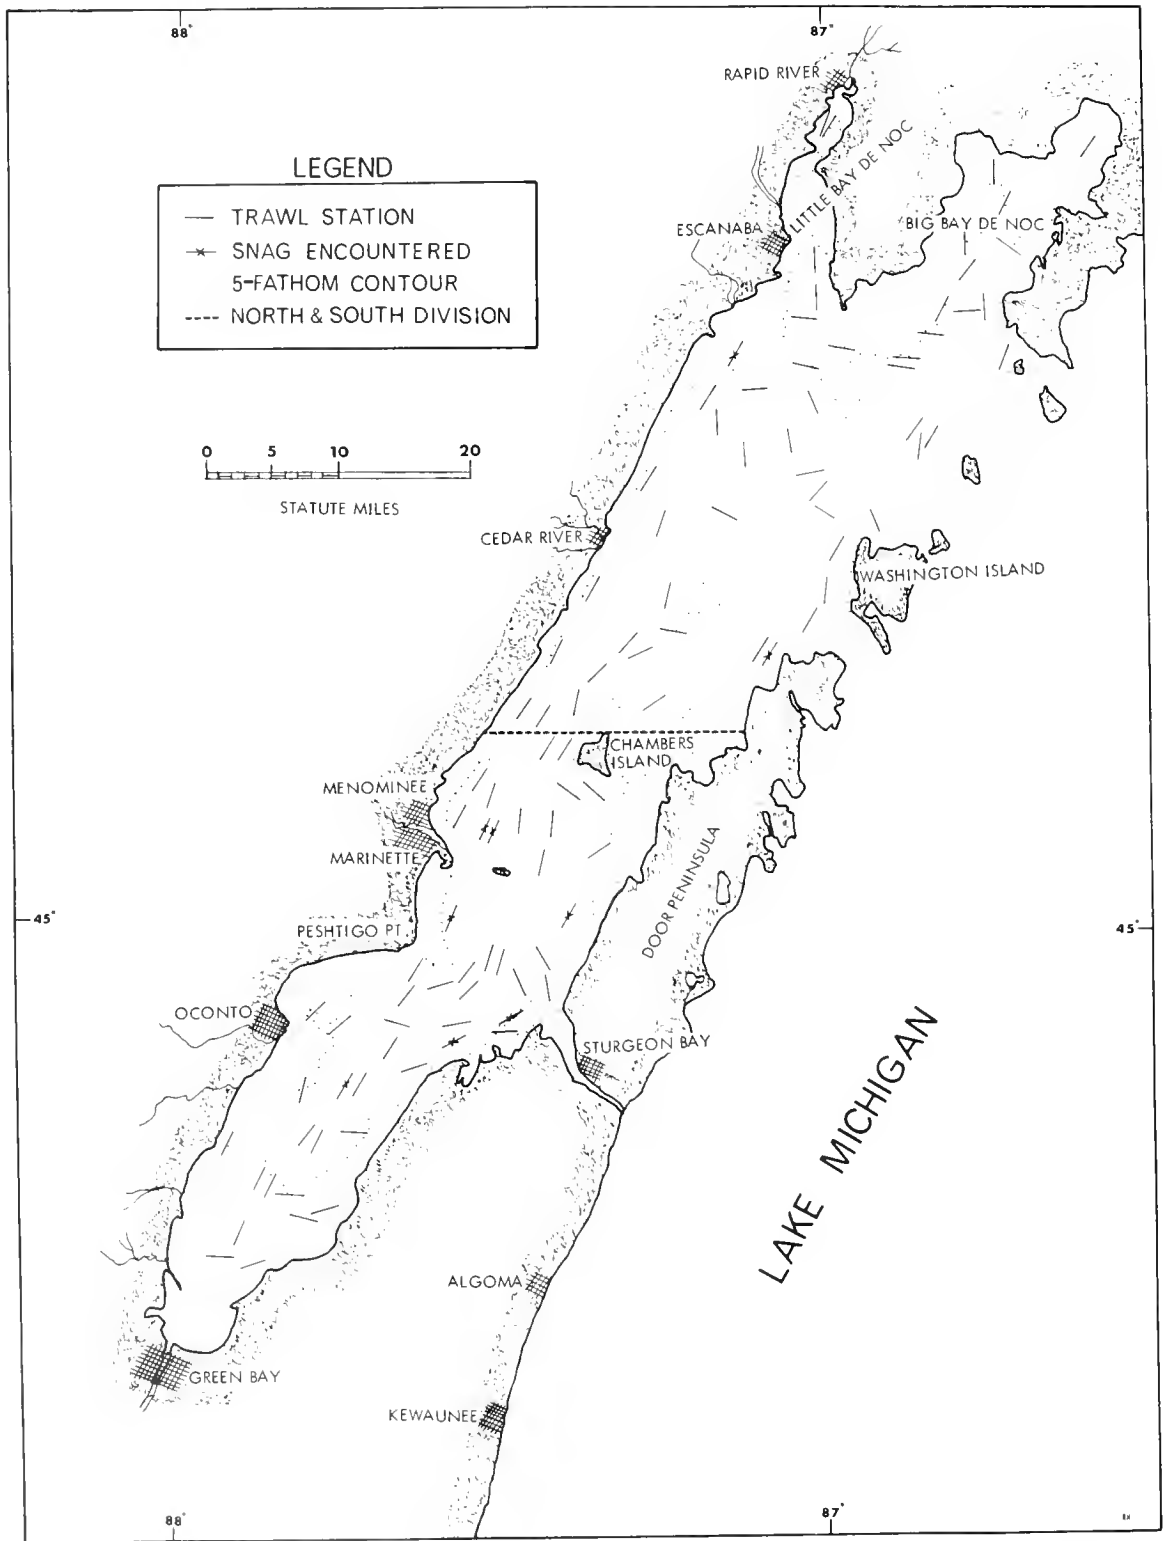 88°
87°
RAPID RIVER
LITTLE BAY DE NOC
LEGEND
TRAWL STATION
SNAG ENCOUNTERED
5-FATHOM CONTOUR
NORTH & SOUTH DIVISION
ESCANABA
BIG BAY DE NOC
0 5 10 20
STATUTE MILES
CEDAR RIVER
WASHINGTON ISLAND
CHAMBERS
ISLAND
MENOMINEE
MARINETTE
DOOR PENINSULA
45°
45°
PESHTIGO PT.
OCONTO
STURGEON BAY
LAKE MICHIGAN
ALGOMA
GREEN BAY
KEWAUNEE
88°
87°